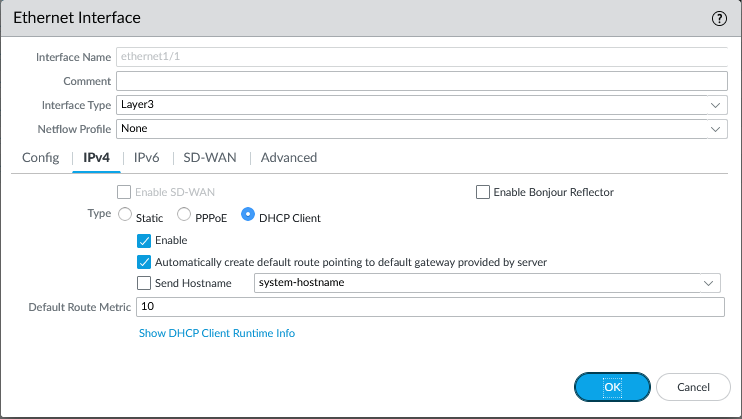 Ethernet Interface ?
Interface Name ethernet1/1
Comment
Interface Type Layer3
Netflow Profile None
Config IPv4 IPv6 SD-WAN Advanced
Enable SD-WAN Enable Bonjour Reflector
Type Static PPPoE DHCP Client
Enable
Automatically create default route pointing to default gateway provided by server
Send Hostname system-hostname
Default Route Metric 10
Show DHCP Client Runtime Info
OK Cancel